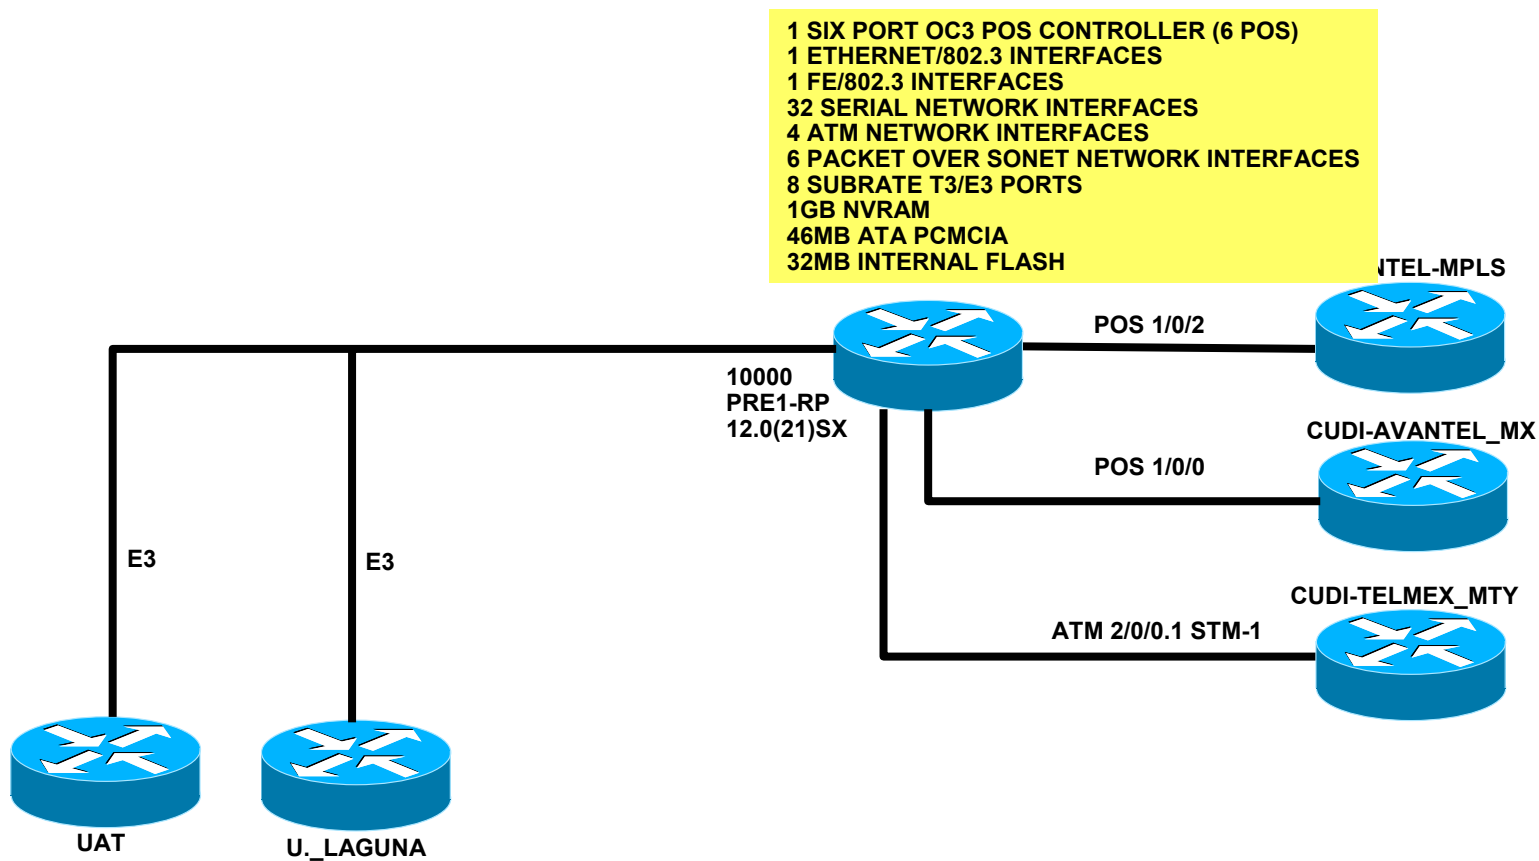 1 SIX PORT OC3 POS CONTROLLER (6 POS)
1 ETHERNET/802.3 INTERFACES
1 FE/802.3 INTERFACES
32 SERIAL NETWORK INTERFACES
4 ATM NETWORK INTERFACES
6 PACKET OVER SONET NETWORK INTERFACES
8 SUBRATE T3/E3 PORTS
1GB NVRAM
46MB ATA PCMCIA
32MB INTERNAL FLASH
NTEL-MPLS
POS 1/0/2
10000
PRE1-RP
12.0(21)SX
CUDI-AVANTEL_MX
POS 1/0/0
E3
E3
CUDI-TELMEX_MTY
ATM 2/0/0.1 STM-1
UAT
U._LAGUNA